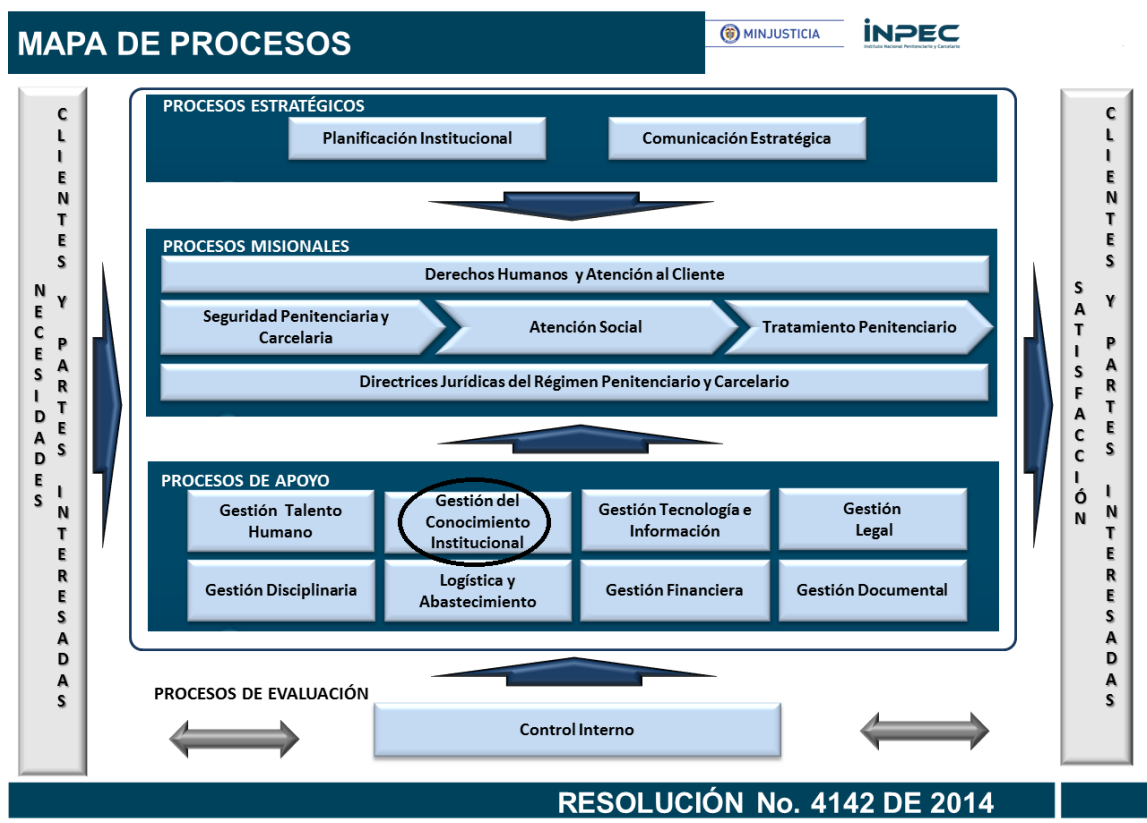 MAPA DE PROCESOS
MINJUSTICIA
INPEC
Instituto Nacional Penitenciario y Carcelario
CLIENTES Y PARTES INTERESADAS
NECESIDADES
PROCESOS ESTRATÉGICOS
Planificación Institucional
Comunicación Estratégica
PROCESOS MISIONALES
Derechos Humanos y Atención al Cliente
Seguridad Penitenciaria y
Carcelaria
Atención Social
Tratamiento Penitenciario
Directrices Jurídicas del Régimen Penitenciario y Carcelario
PROCESOS DE APOYO
Gestión Talento
Humano
Gestión del
Conocimiento
Institucional
Gestión Tecnología e
Información
Gestión
Legal
Gestión Disciplinaria
Logística y
Abastecimiento
Gestión Financiera
Gestión Documental
PROCESOS DE EVALUACIÓN
Control Interno
SATISFACCIÓN
CLIENTES Y PARTES INTERESADAS
RESOLUCIÓN No. 4142 DE 2014